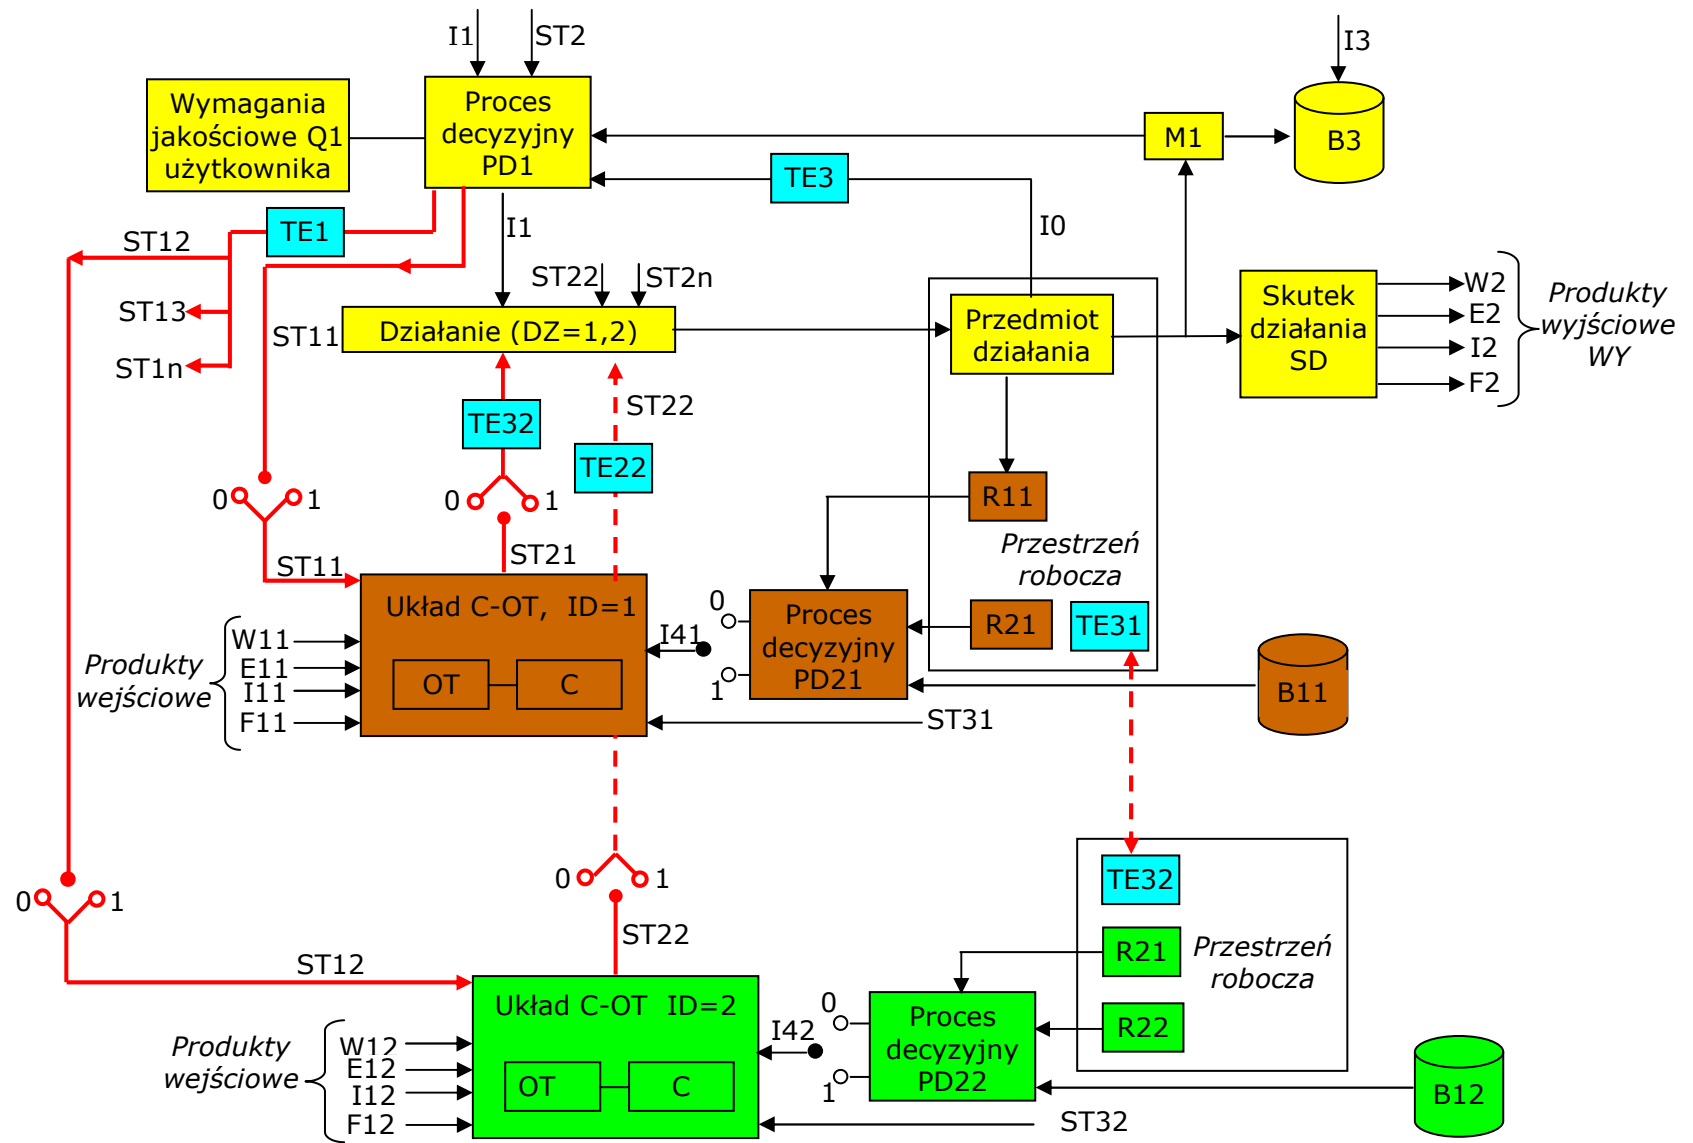 I1
ST2
I3
Wymagania
jakościowe Q1
użytkownika
Proces
decyzyjny
PD1
M1
B3
TE3
TE1
ST12
I1
I0
ST13
ST1n
ST11
ST22
ST2n
Działanie (DZ=1,2)
Przedmiot
działania
Skutek
działania
SD
W2
E2
I2
F2
Produkty
wyjściowe
WY
TE32
ST22
TE22
0
1
0
1
R11
Przestrzeń
robocza
ST11
ST21
Układ C-OT, ID=1
OT
C
Produkty
wejściowe
W11
E11
I11
F11
I41
0
1
Proces
decyzyjny
PD21
R21
TE31
B11
ST31
0
1
0
1
ST22
ST12
TE32
R21
Przestrzeń
robocza
R22
Układ C-OT ID=2
OT
C
Produkty
wejściowe
W12
E12
I12
F12
I42
0
1
Proces
decyzyjny
PD22
B12
ST32